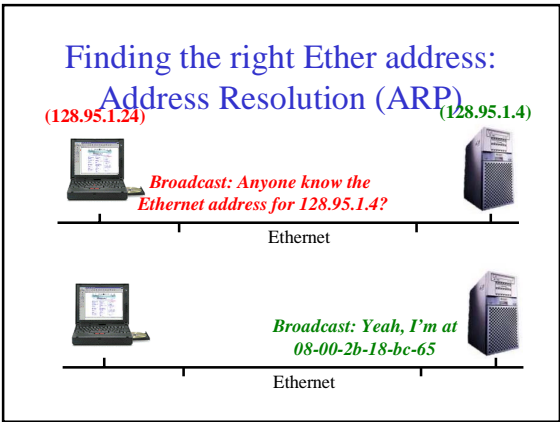 Finding the right Ether address:
Address Resolution (ARP)
(128.95.1.24)
(128.95.1.4)
Broadcast: Anyone know the
Ethernet address for 128.95.1.4?
Ethernet
Broadcast: Yeah, I'm at
08-00-2b-18-bc-65
Ethernet